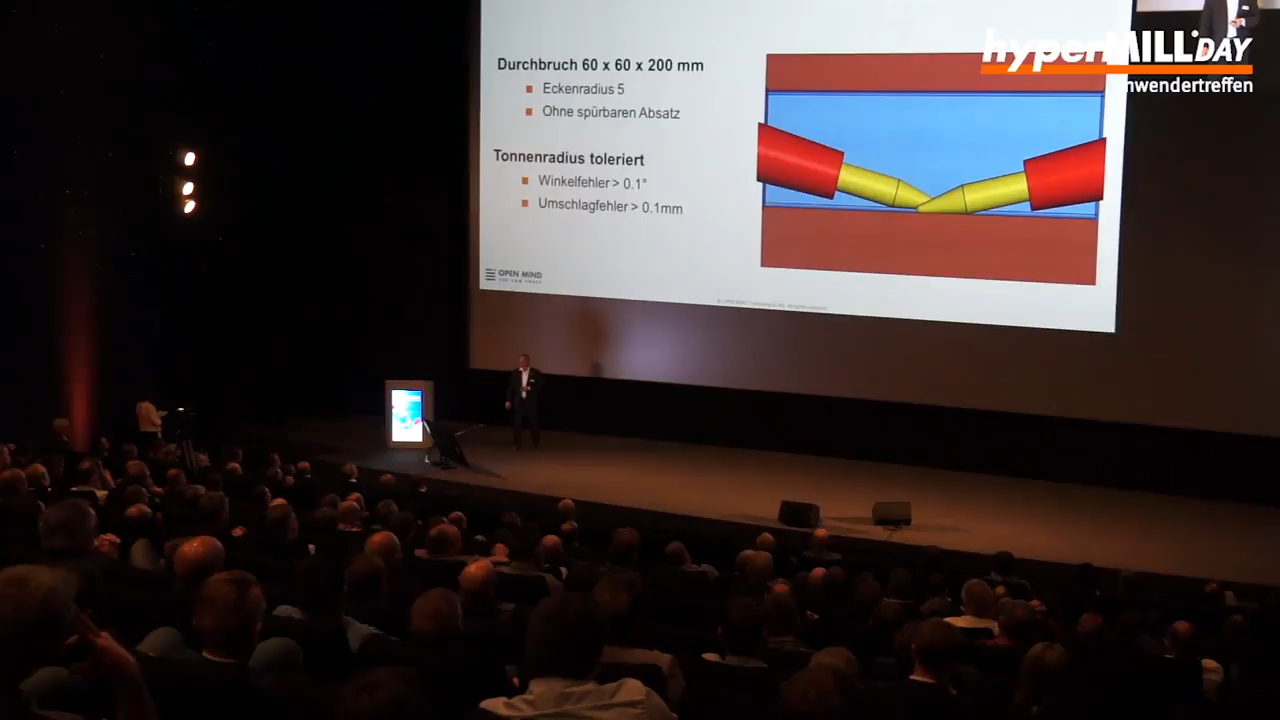 hyperMILL DAY
nwendertreffen
Durchbruch 60 x 60 x 200 mm
Eckenradius 5
Ohne spürbaren Absatz
Tonnenradius toleriert
Winkelfehler > 0.1°
Umschlagfehler > 0.1mm
OPEN MIND